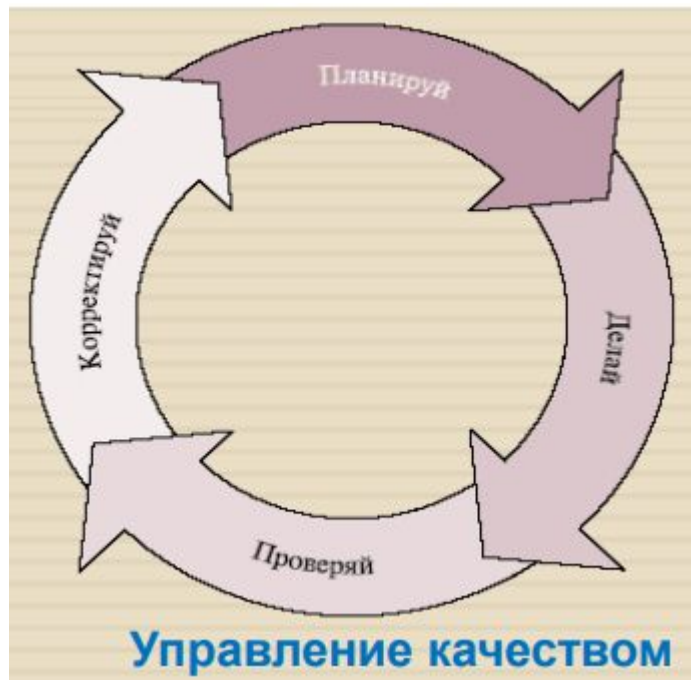 Планируй
Делай
Проверяй
Корректируй
Управление качеством